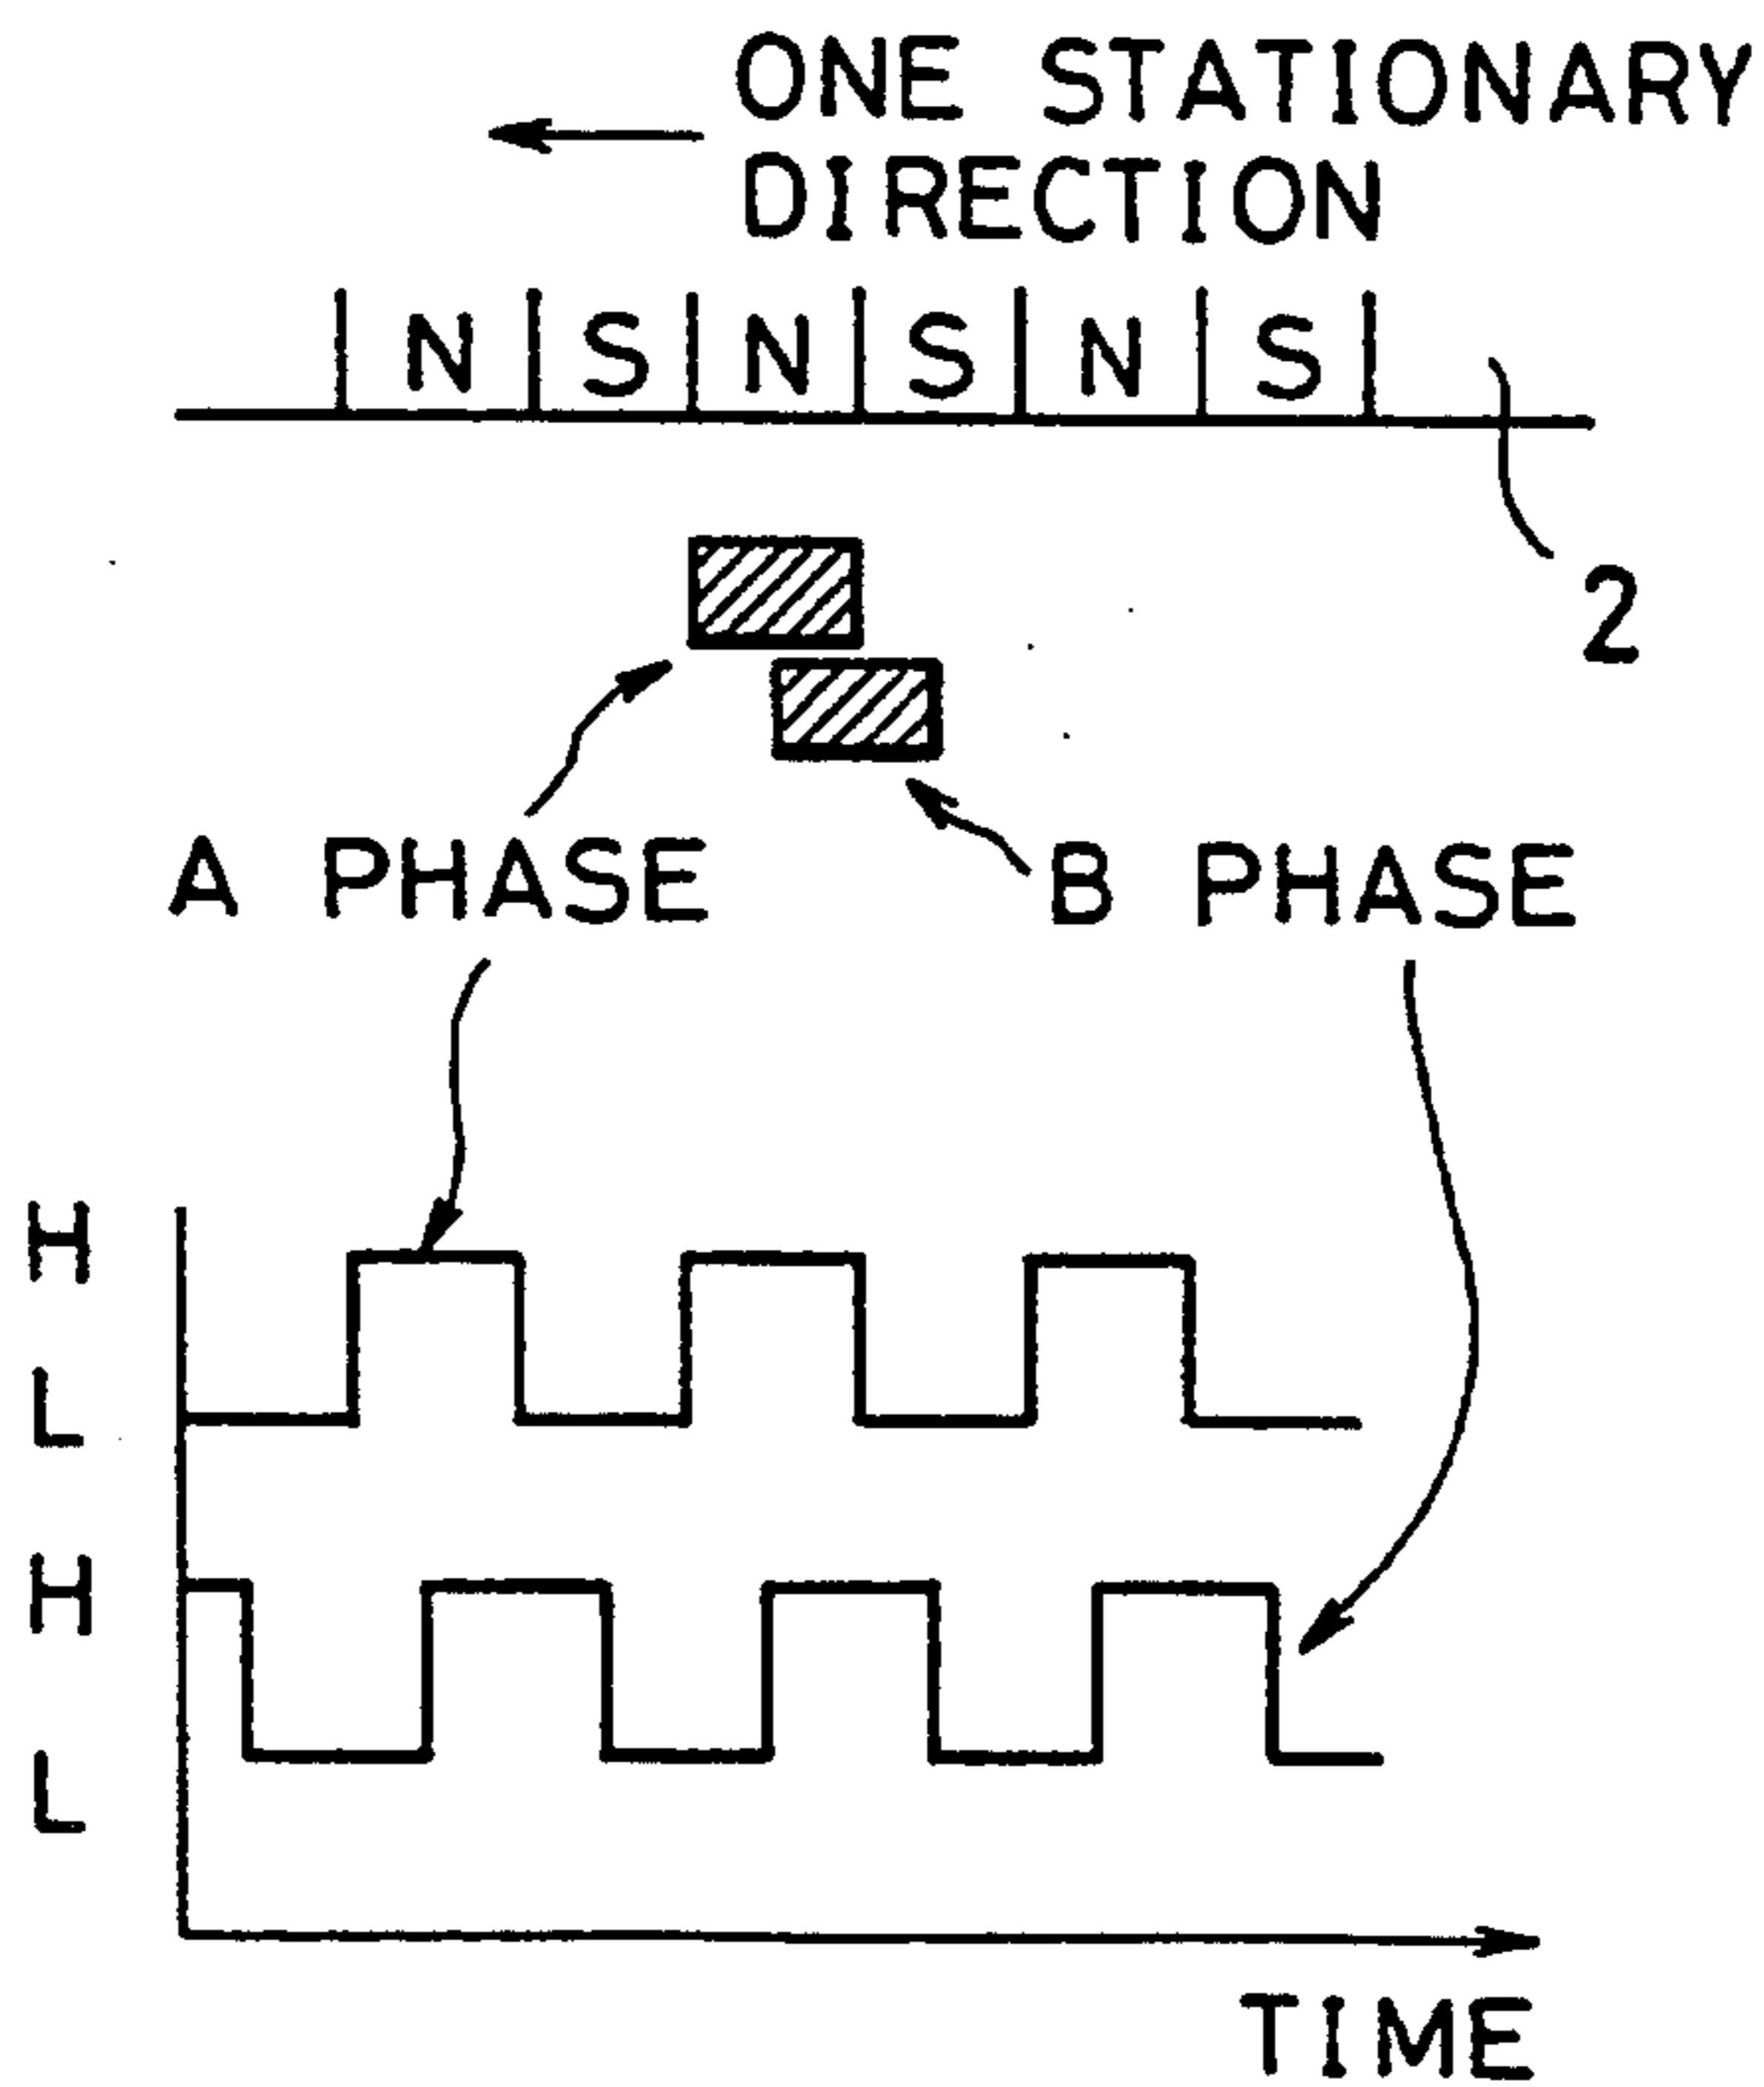 ONE STATIONARY
DIRECTION
N S N S N S
2
A PHASE
B PHASE
H
L
H
L
TIME